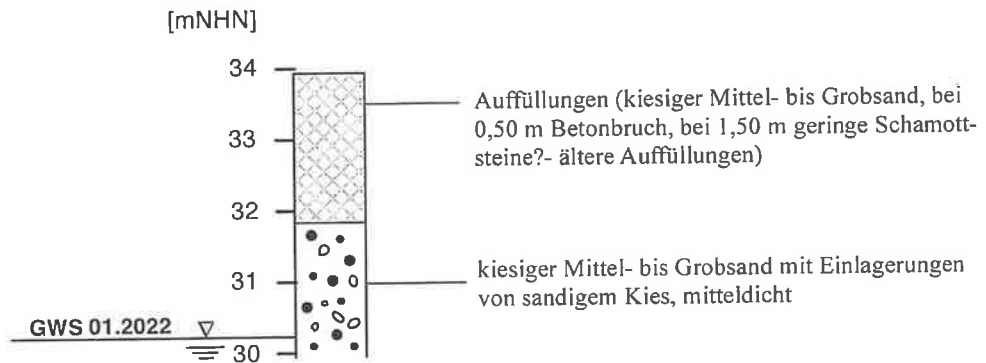 [mNHN]
34
Auffüllungen (kiesiger Mittel- bis Grobsand, bei
0,50 m Betonbruch, bei 1,50 m geringe Schamott-
steine?- ältere Auffüllungen)
33
32
kiesiger Mittel- bis Grobsand mit Einlagerungen
von sandigem Kies, mitteldicht
31
GWS 01.2022
30